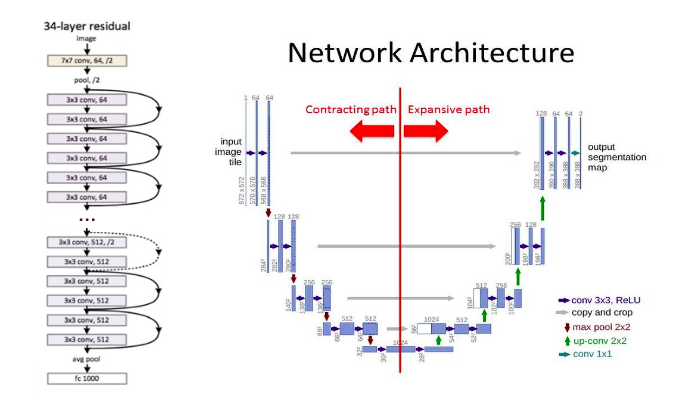 34-layer residual
image
7x7 conv, 64, /2
pool, /2
3x3 conv, 64
3x3 conv, 64
3x3 conv, 64
3x3 conv, 64
3x3 conv, 64
3x3 conv, 64
...
3x3 conv, 512, /2
3x3 conv, 512
3x3 conv, 512
3x3 conv, 512
3x3 conv, 512
3x3 conv, 512
avg pool
fc 1000
Network Architecture
Contracting path
Expansive path
input
image
tile
1 64 64
572 x 572
570 x 570
568 x 568
128 128
284²
282²
280²
256 256
140²
138²
136²
512 512
68²
66²
64²
1024
32²
30²
28²
1024 512
56²
54²
52²
512 256
104²
102²
100²
256 128
200²
198²
196²
128 64 64 2
392 x 392
390 x 390
388 x 388
388 x 388
output
segmentation
map
conv 3x3, ReLU
copy and crop
max pool 2x2
up-conv 2x2
conv 1x1